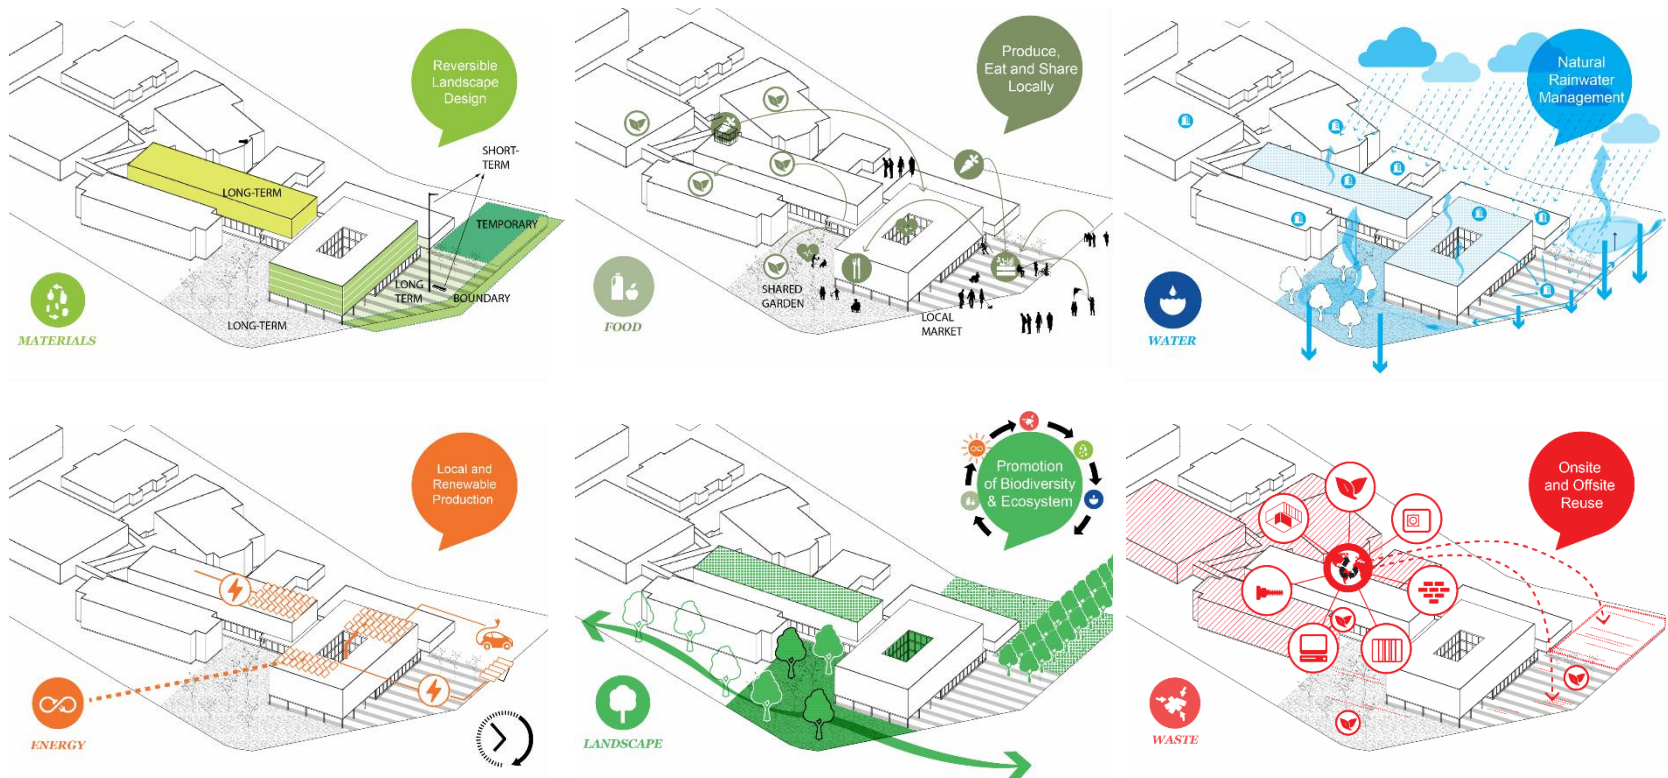 Reversible
Landscape
Design
SHORT-
TERM
LONG-TERM
TEMPORARY
LONG
TERM
BOUNDARY
LONG-TERM
MATERIALS
Produce,
Eat and Share
Locally
SHARED
GARDEN
LOCAL
MARKET
FOOD
Natural
Rainwater
Management
WATER
Local and
Renewable
Production
ENERGY
Promotion
of Biodiversity
& Ecosystem
LANDSCAPE
Onsite
and Offsite
Reuse
WASTE